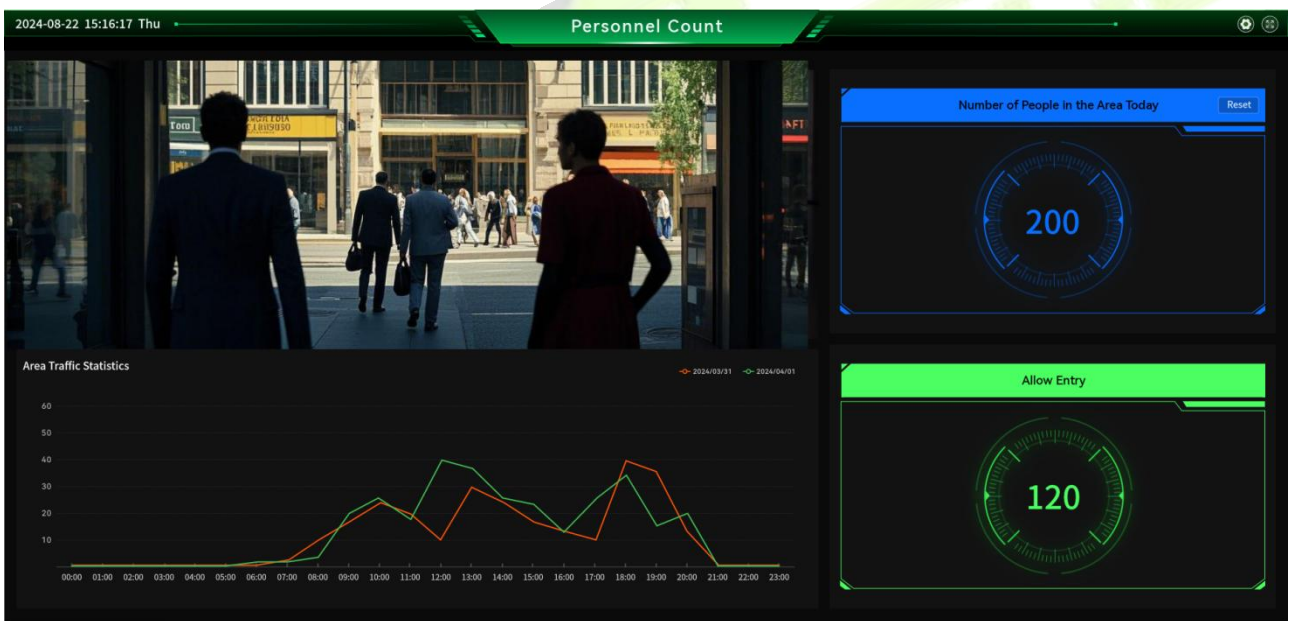 2024-08-22 15:16:17 Thu
Personnel Count
Number of People in the Area Today
Reset
200
Area Traffic Statistics
2024/03/31
2024/04/01
60
50
40
30
20
10
00:00 01:00 02:00 03:00 04:00 05:00 06:00 07:00 08:00 09:00 10:00 11:00 12:00 13:00 14:00 15:00 16:00 17:00 18:00 19:00 20:00 21:00 22:00 23:00
Allow Entry
120